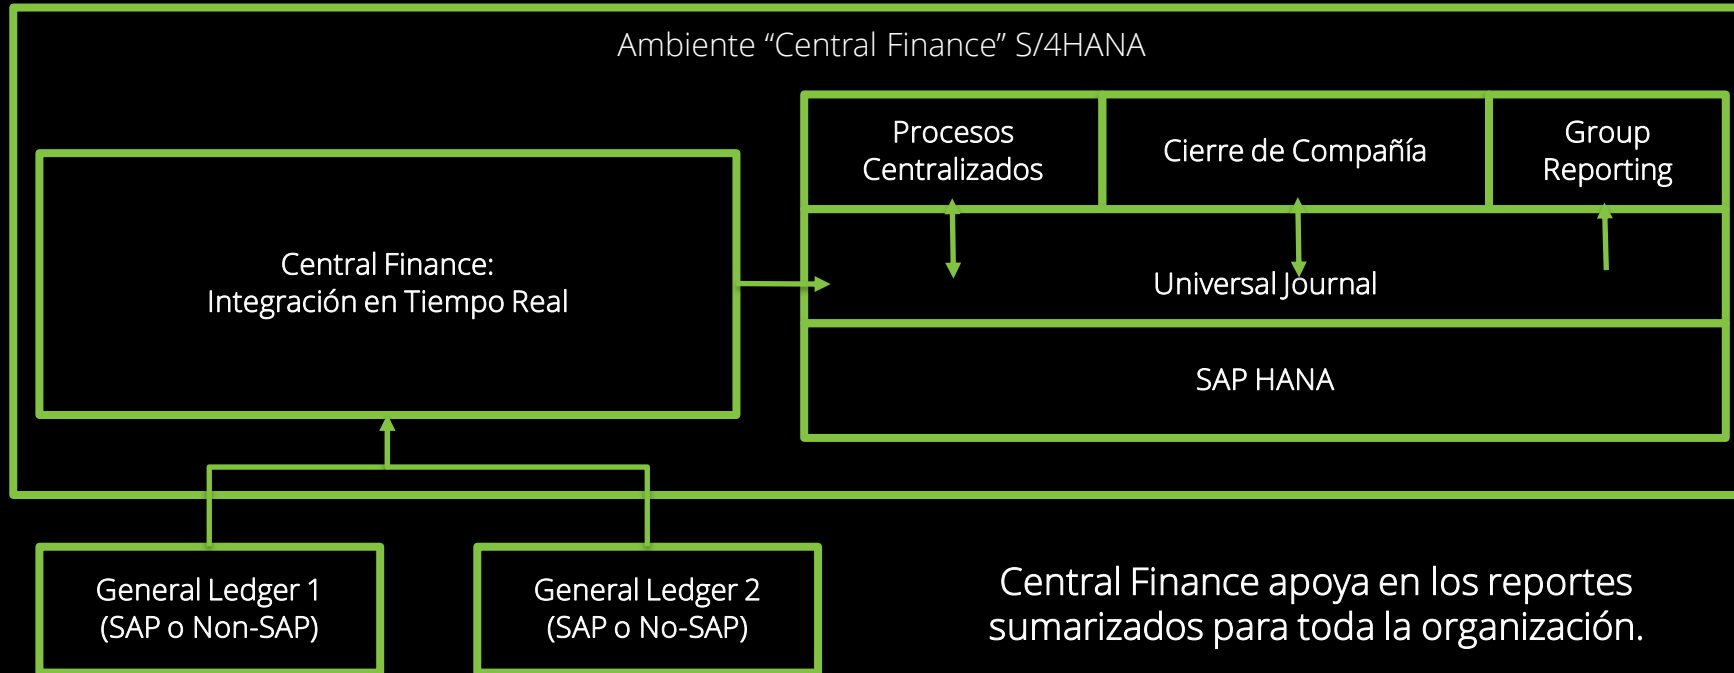 Ambiente “Central Finance” S/4HANA
Procesos
Centralizados
Cierre de Compañía
Group
Reporting
Central Finance:
Integración en Tiempo Real
Universal Journal
SAP HANA
General Ledger 1
(SAP o Non-SAP)
General Ledger 2
(SAP o No-SAP)
Central Finance apoya en los reportes
sumarizados para toda la organización.